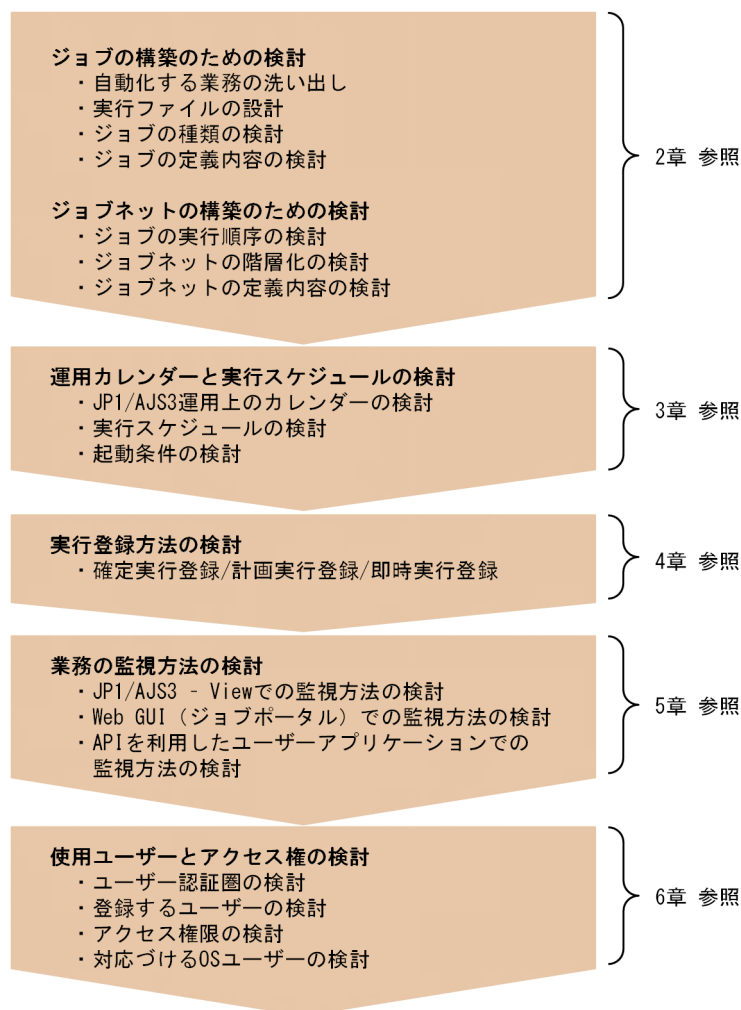 ジョブの構築のための検討
・自動化する業務の洗い出し
・実行ファイルの設計
・ジョブの種類の検討
・ジョブの定義内容の検討
ジョブネットの構築のための検討
・ジョブの実行順序の検討
・ジョブネットの階層化の検討
・ジョブネットの定義内容の検討
2章 参照
運用カレンダーと実行スケジュールの検討
・JP1/AJS3運用上のカレンダーの検討
・実行スケジュールの検討
・起動条件の検討
3章 参照
実行登録方法の検討
・確定実行登録/計画実行登録/即時実行登録
4章 参照
業務の監視方法の検討
・JP1/AJS3 - Viewでの監視方法の検討
・Web GUI(ジョブポータル)での監視方法の検討
・APIを利用したユーザーアプリケーションでの
監視方法の検討
5章 参照
使用ユーザーとアクセス権の検討
・ユーザー認証圏の検討
・登録するユーザーの検討
・アクセス権限の検討
・対応づけるOSユーザーの検討
6章 参照